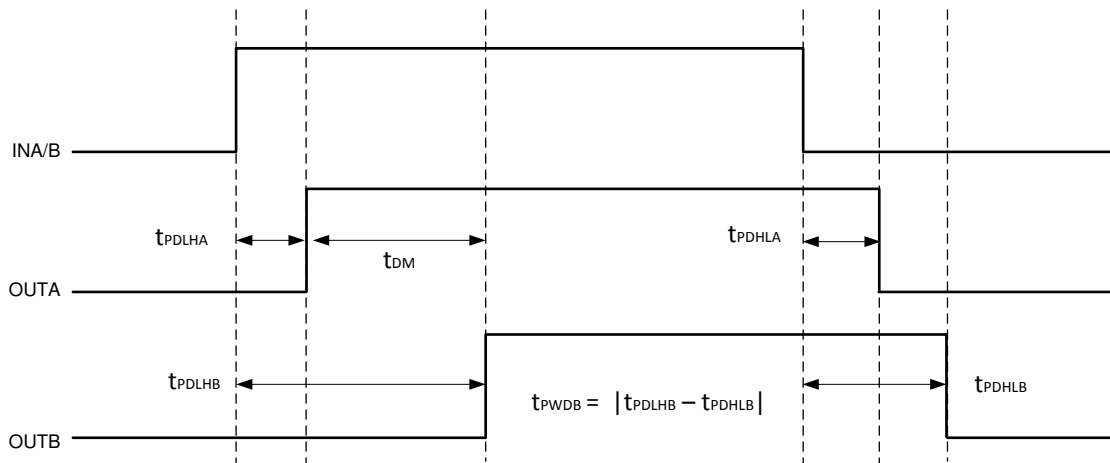 INA/B
tPDLHA
tDM
tPDHLA
OUTA
tPDLHB
tPWDB = |tPDLHB – tPDHLB|
tPDHLB
OUTB